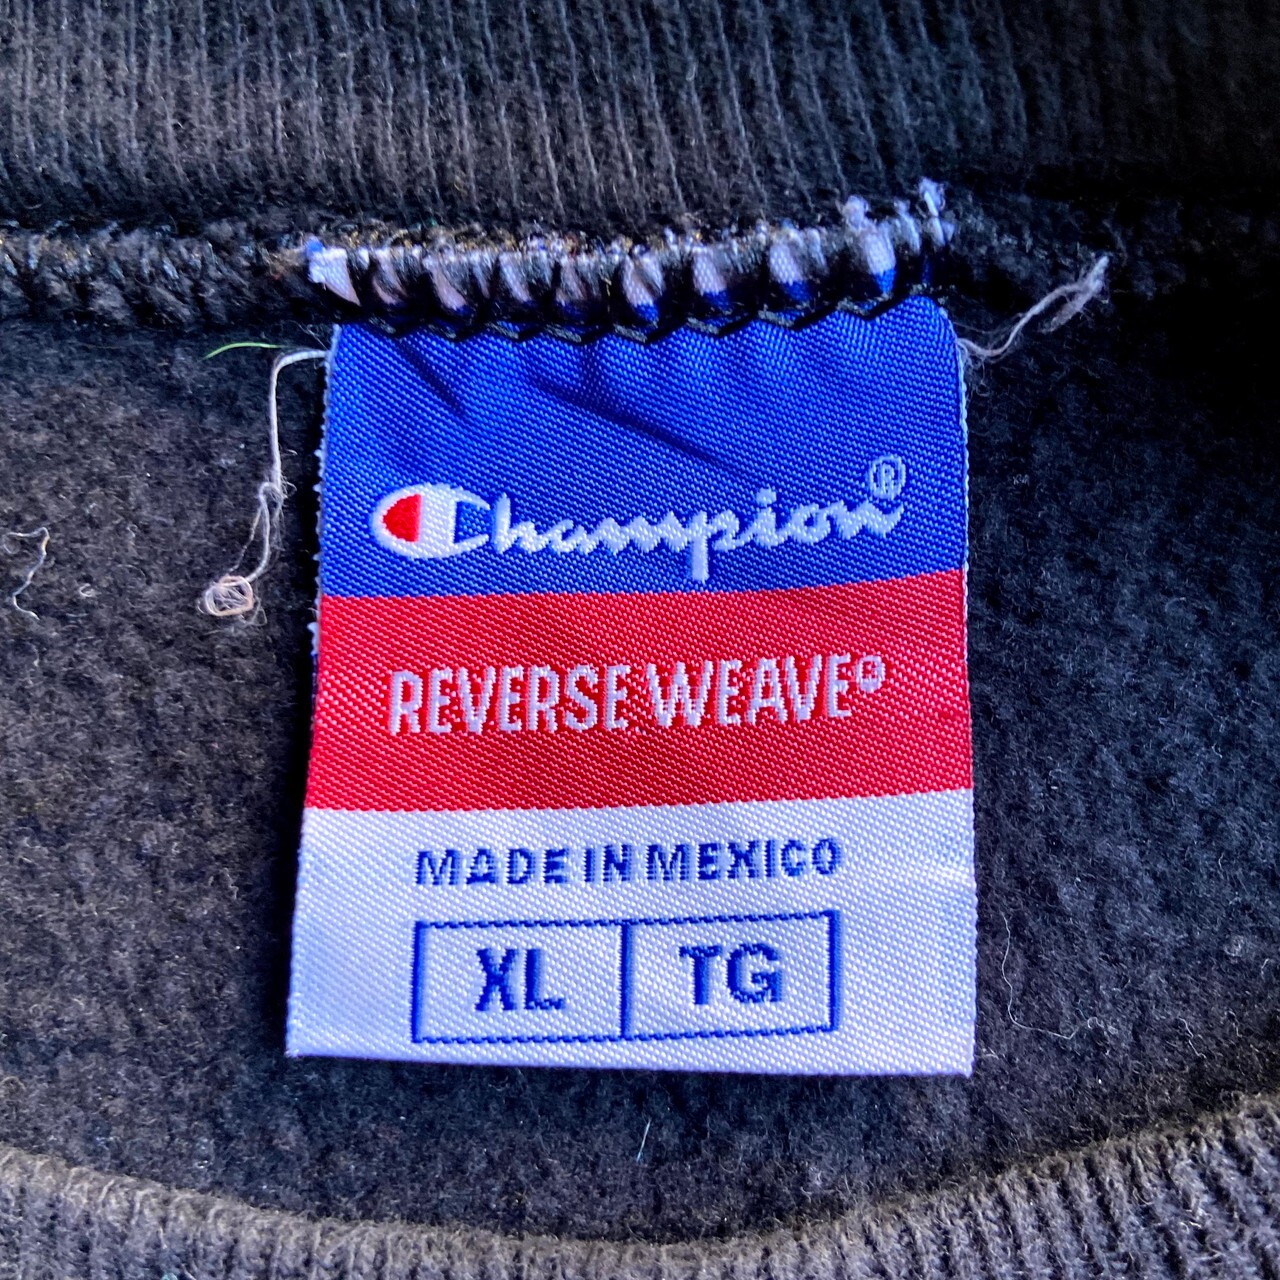 Champion®
REVERSE WEAVE®
MADE IN MEXICO
XL TG